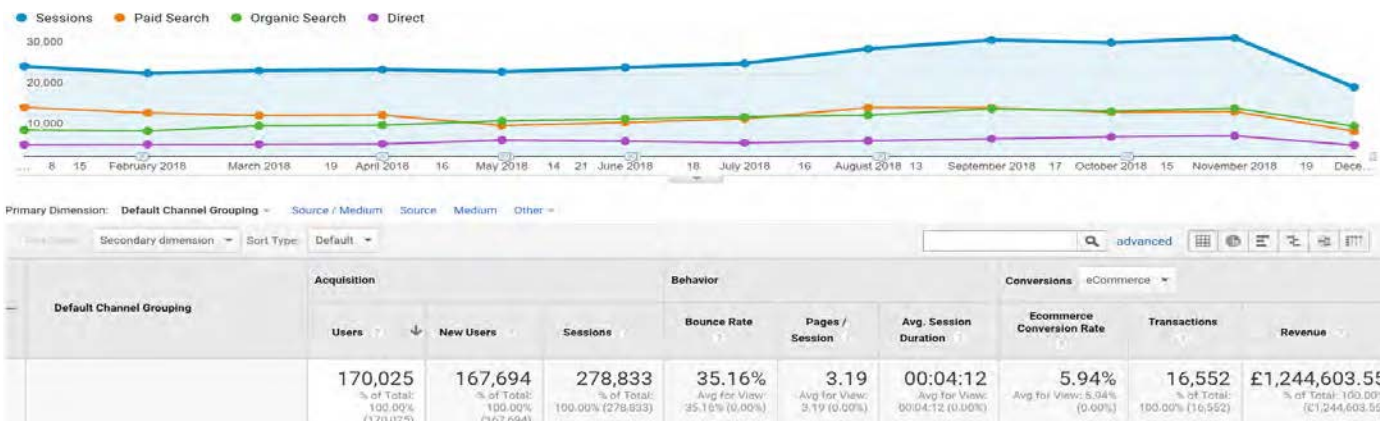 Sessions Paid Search Organic Search Direct
30,000
20,000
10,000
... 8 15 February 2018 March 2018 19 April 2018 16 May 2018 14 21 June 2018 18 July 2018 16 August 2018 13 September 2018 17 October 2018 15 November 2018 19 Dece...
Primary Dimension: Default Channel Grouping Source / Medium Source Medium Other
Secondary dimension Sort Type: Default advanced
Acquisition Behavior Conversions eCommerce
Default Channel Grouping
Users New Users Sessions Bounce Rate Pages / Session Avg. Session Duration Ecommerce Conversion Rate Transactions Revenue
170,025 167,694 278,833 35.16% 3.19 00:04:12 5.94% 16,552 £1,244,603.55
% of Total: % of Total: % of Total: Avg for View: Avg for View: Avg for View: Avg for View: 5.94% % of Total: % of Total: 100.00%
100.00% 100.00% 100.00% (278,833) 35.16% (0.00%) 3.19 (0.00%) 00:04:12 (0.00%) (0.00%) 100.00% (16,552) (£1,244,603.55
(167,694)